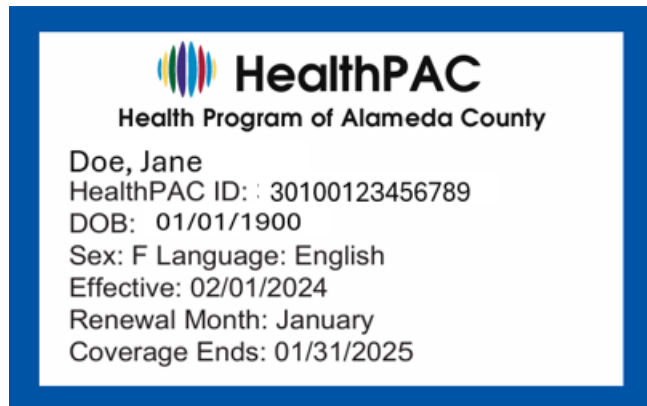 HealthPAC
Health Program of Alameda County
Doe, Jane
HealthPAC ID: 30100123456789
DOB: 01/01/1900
Sex: F Language: English
Effective: 02/01/2024
Renewal Month: January
Coverage Ends: 01/31/2025